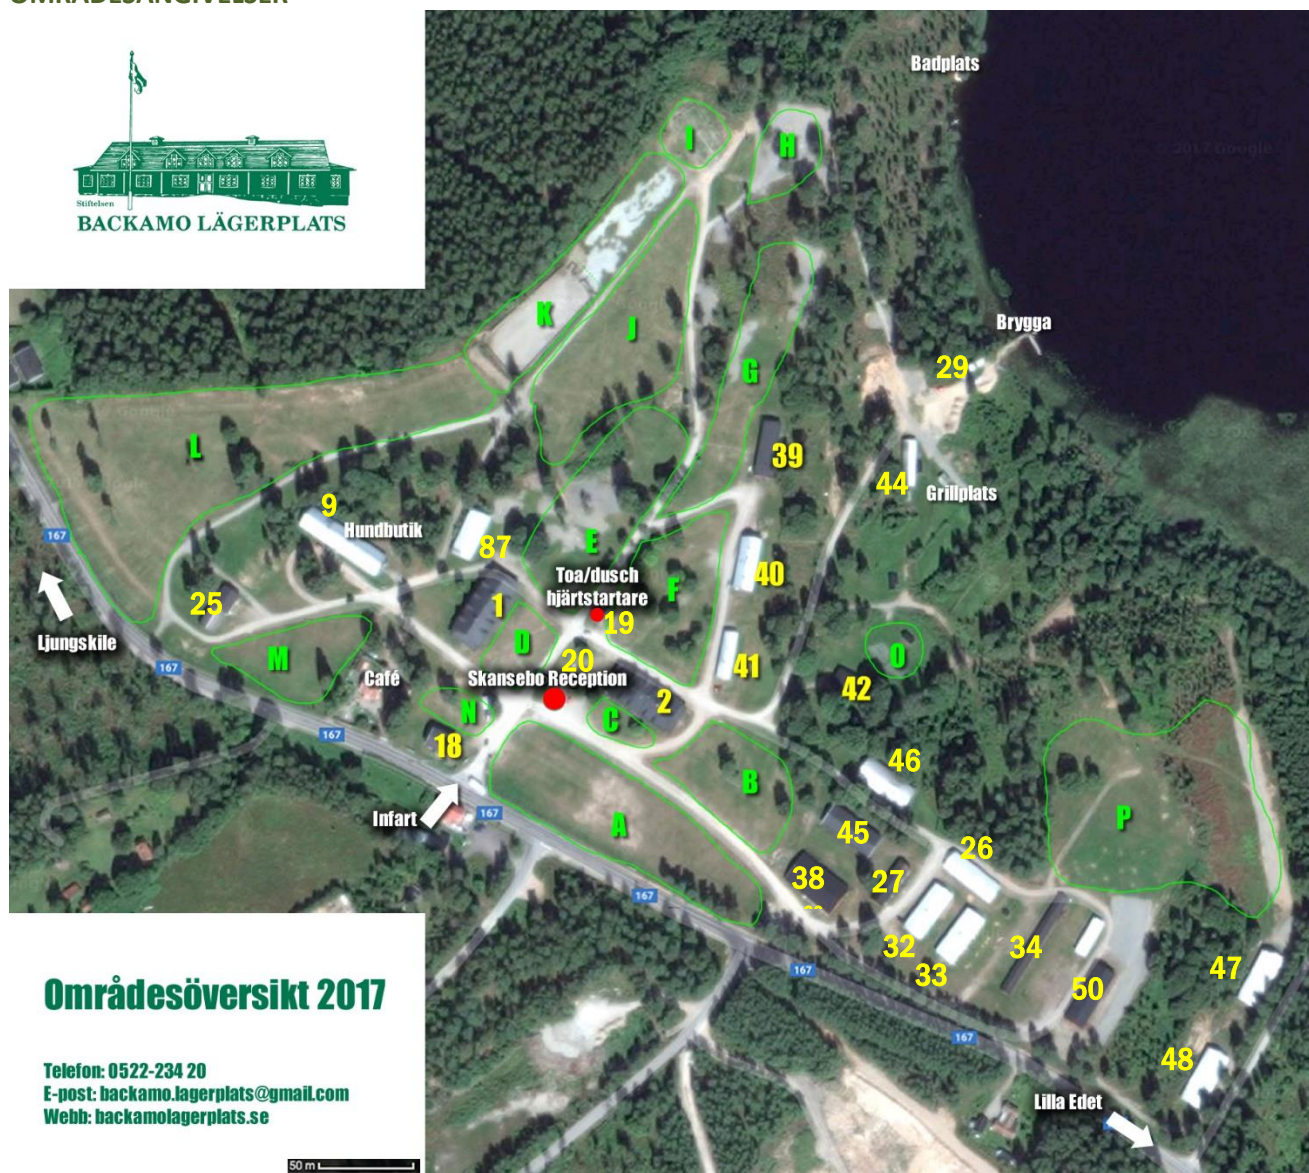 OMRÅDESANGIVELSER
Stiftelsen
BACKAMO LÄGERPLATS
Badplats
I
H
K
J
Brygga
G
29
L
39
44
Grillplats
9
Hundbutik
87
E
167
Toa/dusch
hjärtstartare
F
40
25
1
19
Ljungskile
M
D
20
41
O
167
Café
Skansebo Reception
42
N
C
2
18
167
46
B
Infart
167
A
45
P
26
38
27
167
32
33
34
47
167
50
167
48
Lilla Edet
Områdesöversikt 2017
Telefon: 0522-234 20
E-post: backamo.lagerplats@gmail.com
Webb: backamolagerplats.se
50 m